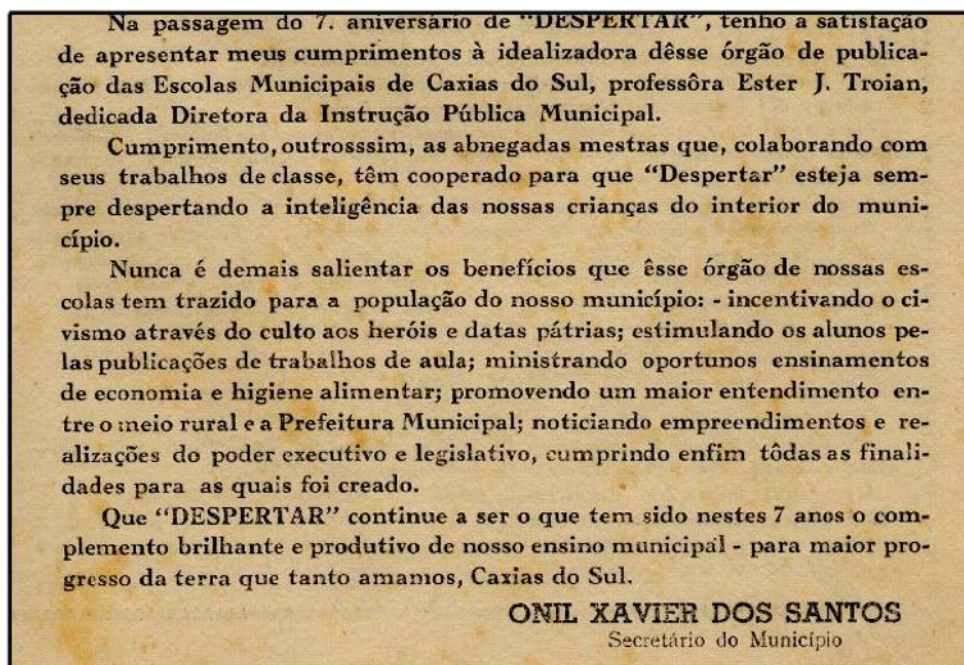 Na passagem do 7. aniversário de “DESPERTAR”, tenho a satisfação
de apresentar meus cumprimentos à idealizadora dêsse órgão de publica-
ção das Escolas Municipais de Caxias do Sul, professôra Ester J. Troian,
dedicada Diretora da Instrução Pública Municipal.
Cumprimento, outrosssim, as abnegadas mestras que, colaborando com
seus trabalhos de classe, têm cooperado para que “Despertar” esteja sem-
pre despertando a inteligência das nossas crianças do interior do muni-
cípio.
Nunca é demais salientar os benefícios que êsse órgão de nossas es-
colas tem trazido para a população do nosso município: - incentivando o ci-
vismo através do culto aos heróis e datas pátrias; estimulando os alunos pe-
las publicações de trabalhos de aula; ministrando oportunos ensinamentos
de economia e higiene alimentar; promovendo um maior entendimento en-
tre o meio rural e a Prefeitura Municipal; noticiando empreendimentos e re-
alizações do poder executivo e legislativo, cumprindo enfim tôdas as finali-
dades para as quais foi creado.
Que “DESPERTAR” continue a ser o que tem sido nestes 7 anos o com-
plemento brilhante e produtivo de nosso ensino municipal - para maior pro-
gresso da terra que tanto amamos, Caxias do Sul.
ONIL XAVIER DOS SANTOS
Secretário do Município